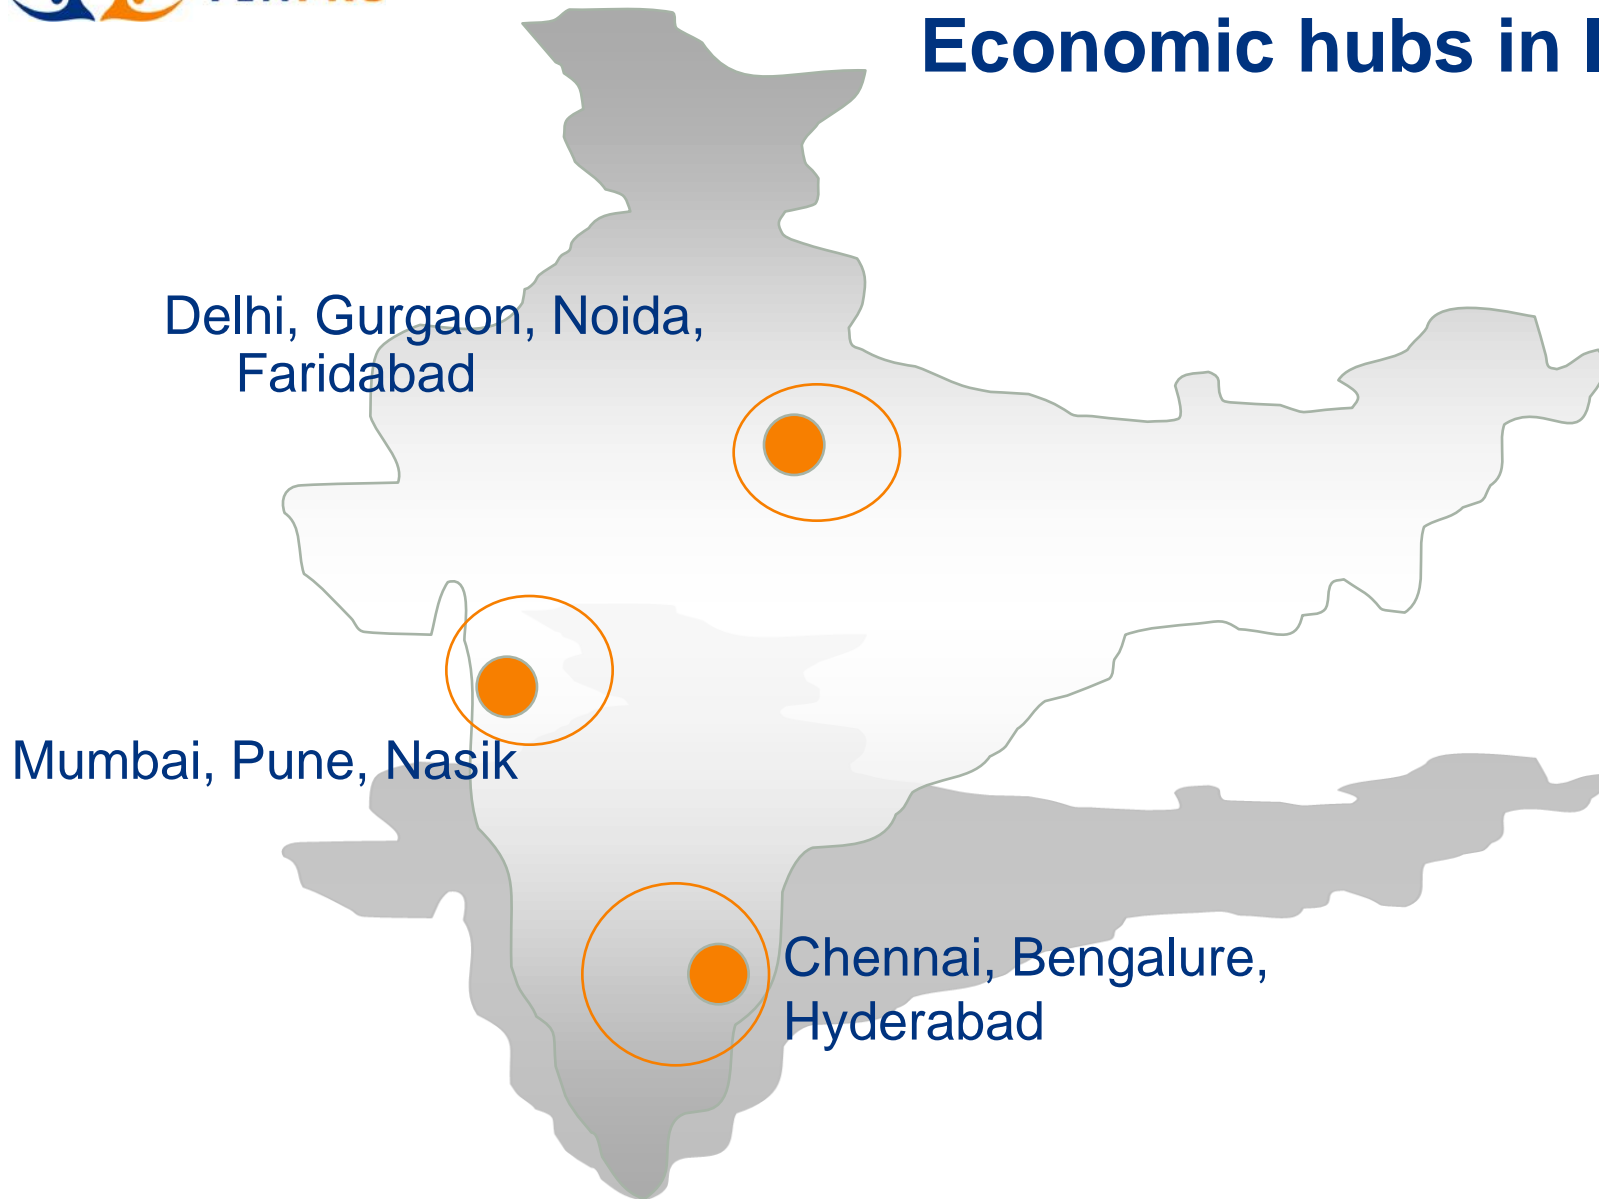 Economic hubs in
Delhi, Gurgaon, Noida,
Faridabad
Mumbai, Pune, Nasik
Chennai, Bengalure,
Hyderabad